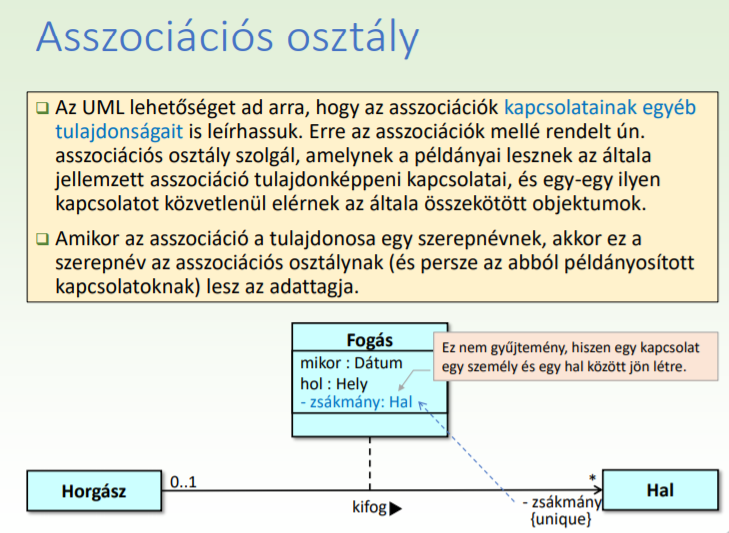 Asszociációs osztály
❑ Az UML lehetőséget ad arra, hogy az asszociációk kapcsolatainak egyéb
tulajdonságait is leírhassuk. Erre az asszociációk mellé rendelt ún.
asszociációs osztály szolgál, amelynek a példányai lesznek az általa
jellemzett asszociáció tulajdonképpeni kapcsolatai, és egy-egy ilyen
kapcsolatot közvetlenül elérnek az általa összekötött objektumok.
❑ Amikor az asszociáció a tulajdonosa egy szerepnévnek, akkor ez a
szerepnév az asszociációs osztálynak (és persze az abból példányosított
kapcsolatoknak) lesz az adattagja.
Fogás
mikor : Dátum
hol : Hely
- zsákmány: Hal
Ez nem gyűjtemény, hiszen egy kapcsolat
egy személy és egy hal között jön létre.
Horgász
0..1
kifog▶
*
- zsákmány
{unique}
Hal